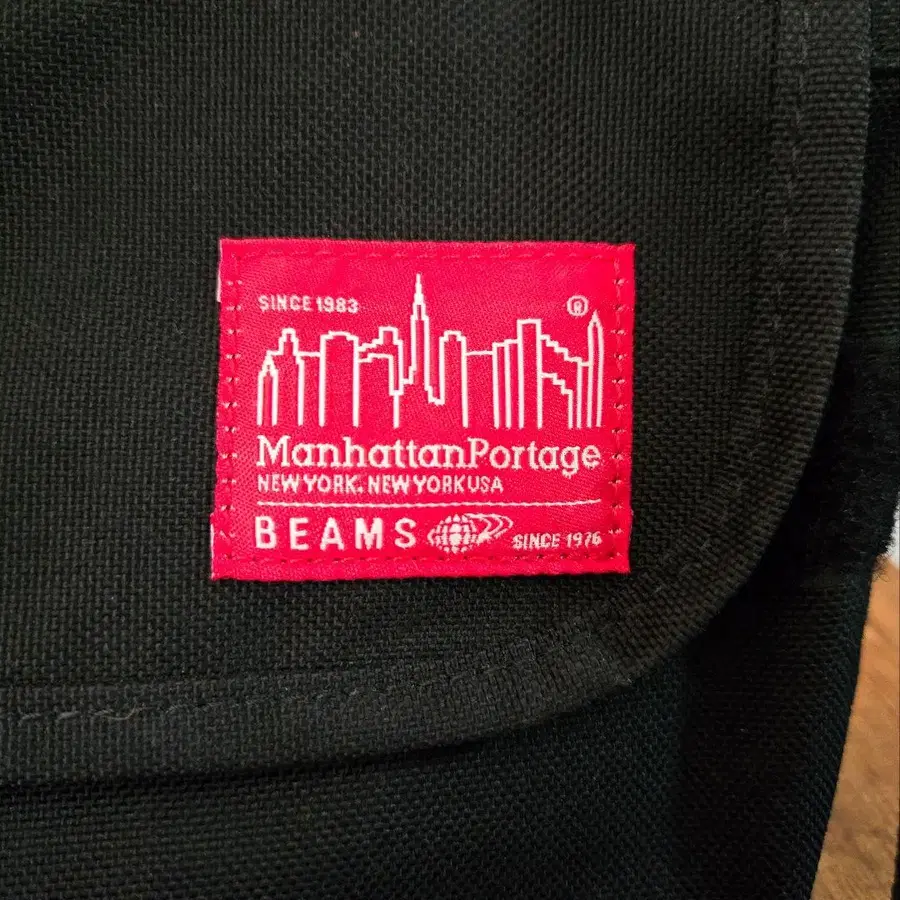 SINCE 1983 ®
ManhattanPortage
NEW YORK, NEW YORK USA
BEAMS SINCE 1976